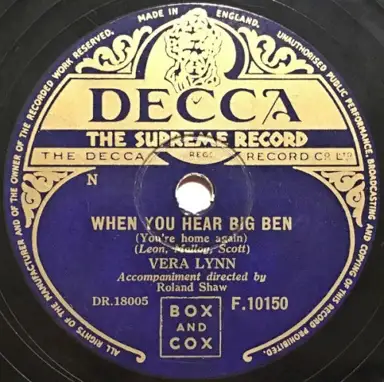 MADE IN ENGLAND.
ALL RIGHTS OF THE MANUFACTURER AND OF THE OWNER OF THE RECORDED WORK RESERVED.
UNAUTHORISED PUBLIC PERFORMANCE, BROADCASTING AND COPYING OF THIS RECORD PROHIBITED.
DECCA
THE SUPREME RECORD
THE DECCA REGD RECORD CO. LTD.
N
WHEN YOU HEAR BIG BEN
(You're home again)
(Leon, Malloy, Scott)
VERA LYNN
Accompaniment directed by
Roland Shaw
DR.18005
F.10150
BOX
AND
COX